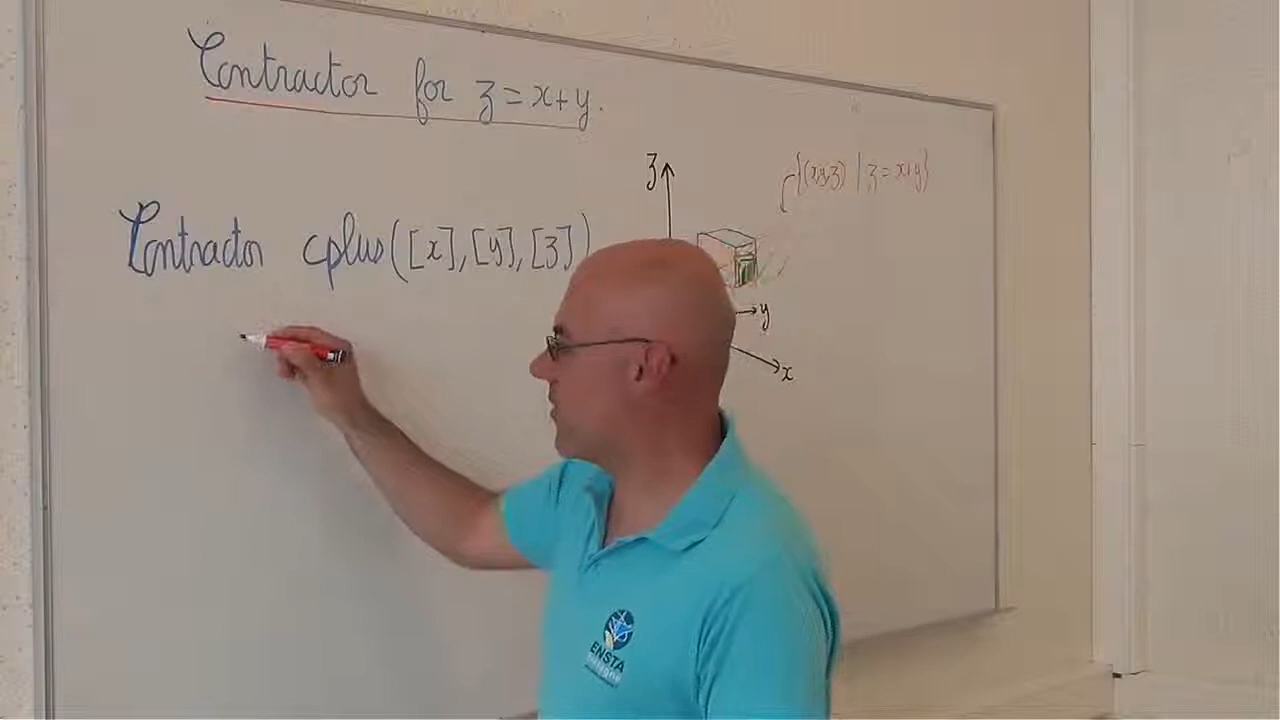 Contractor for z = x + y.
z
{(x,y,z) | z = x+y}
Contractor cplus([x],[y],[z])
y
x
ENSTA